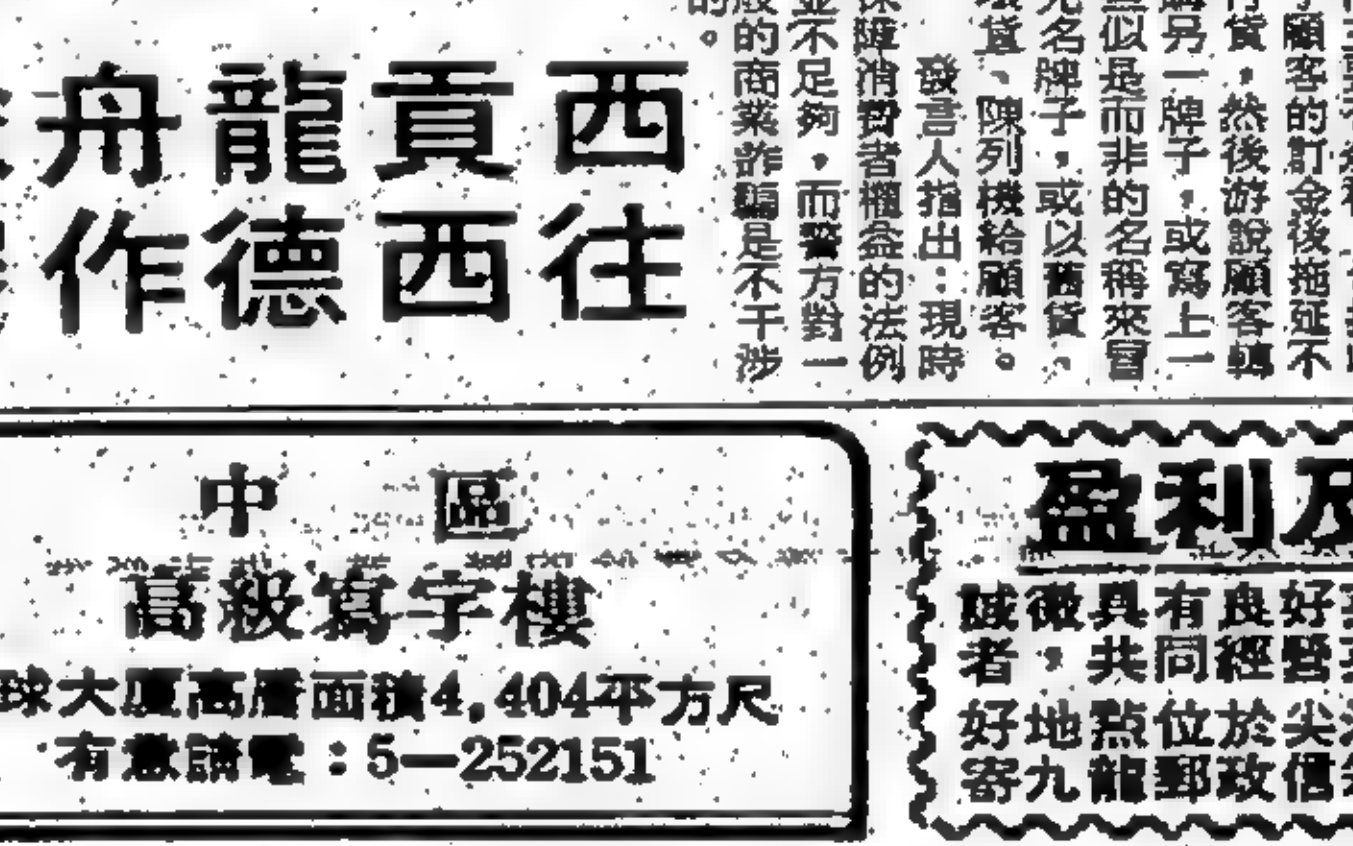 顧客的訂金後拖延不
行貨，然後游說顧客轉
購另一牌子，或寫上一
似是而非的名稱來冒
充名牌子，或以舊貨、
壞貨、陳列機給顧客。
發言人指出：現時
保障消費者權益的法例
並不足夠，而警方對一
般的商業詐騙是不干涉
的。
西貢龍舟
往西德作
中區
高級寫字樓
球大廈高層面積4,404平方尺
有意請電：5—252151
盈利及
好營尖信
良經於政
有同位郵
具共點龍
微，地九
誠者好寄